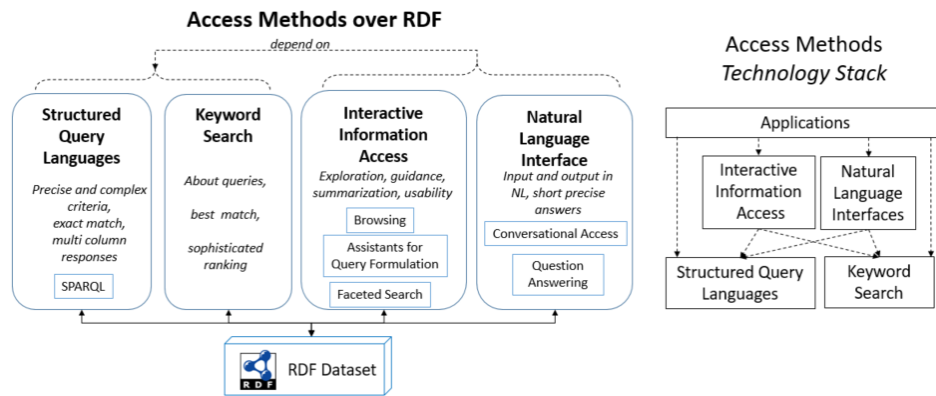 Access Methods over RDF
depend on
Structured
Query
Languages
Precise and complex
criteria,
exact match,
multi column
responses
SPARQL
Keyword
Search
About queries,
best match,
sophisticated
ranking
Interactive
Information
Access
Exploration, guidance,
summarization, usability
Browsing
Assistants for
Query Formulation
Faceted Search
Natural
Language
Interface
Input and output in
NL, short precise
answers
Conversational Access
Question
Answering
RDF
RDF Dataset
Access Methods
Technology Stack
Applications
Interactive
Information
Access
Natural
Language
Interfaces
Structured Query
Languages
Keyword
Search